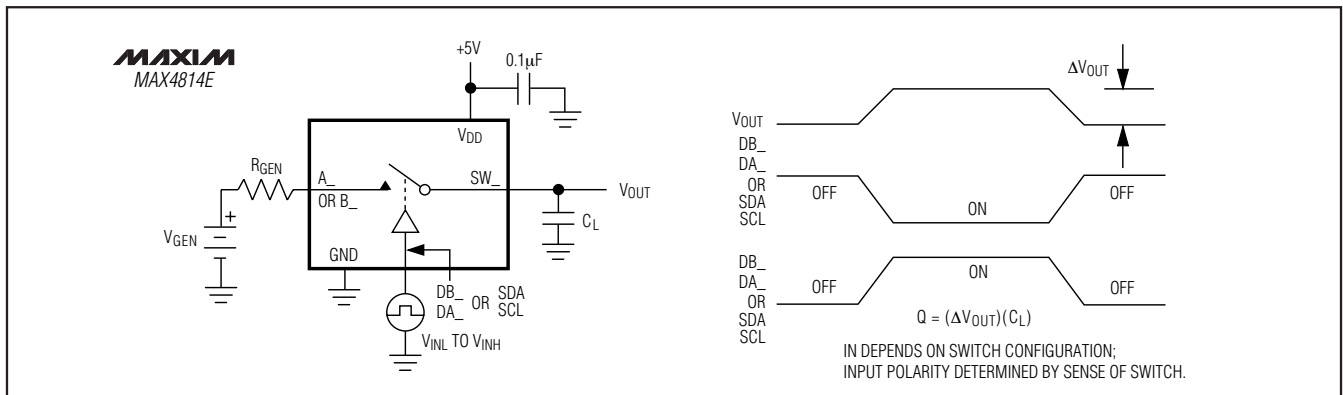 MAXIM
MAX4814E
+5V
0.1µF
VDD
RGEN
A_
OR B_
SW_
VOUT
CL
VGEN
+
GND
DB_
DA_
OR
SDA
SCL
VINL TO VINH
ΔVOUT
VOUT
DB_
DA_
OR
SDA
SCL
OFF
ON
OFF
DB_
DA_
OR
SDA
SCL
OFF
ON
OFF
Q = (ΔVOUT)(CL)
IN DEPENDS ON SWITCH CONFIGURATION;
INPUT POLARITY DETERMINED BY SENSE OF SWITCH.